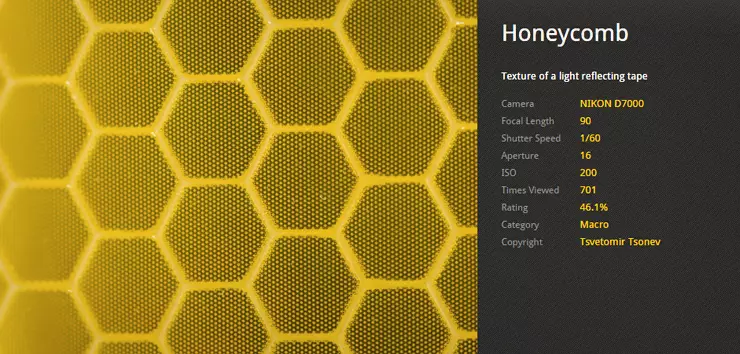 Honeycomb
Texture of a light reflecting tape
Camera NIKON D7000
Focal Length 90
Shutter Speed 1/60
Aperture 16
ISO 200
Times Viewed 701
Rating 46.1%
Category Macro
Copyright Tsvetomir Tsonev